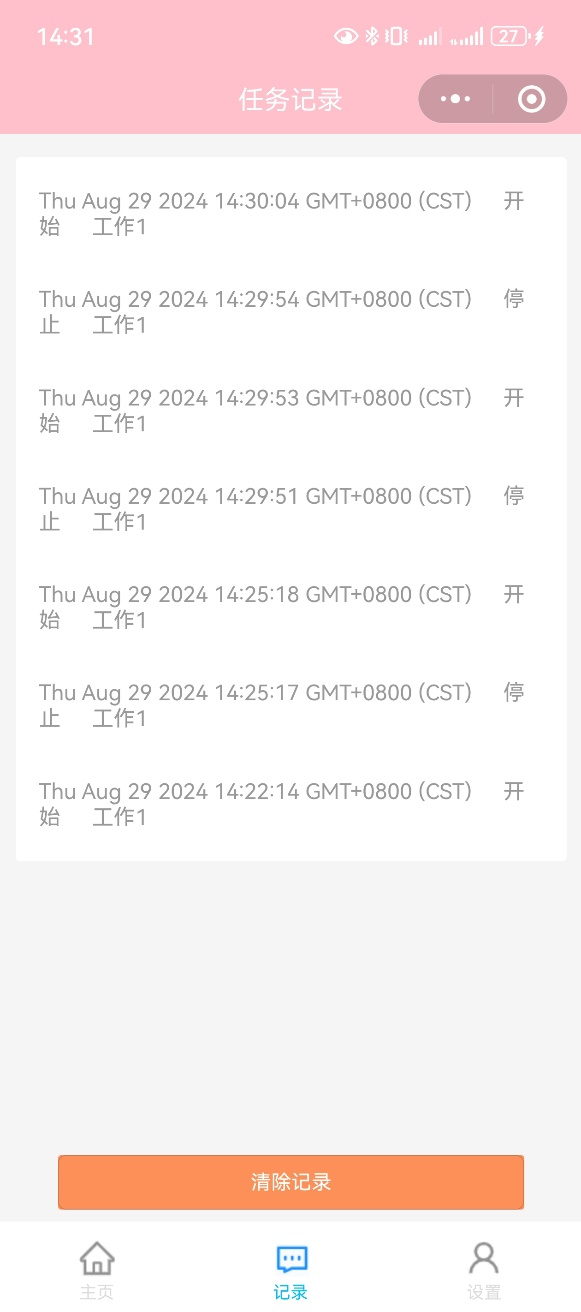 14:31
27
任务记录
Thu Aug 29 2024 14:30:04 GMT+0800 (CST) 开
始 工作1
Thu Aug 29 2024 14:29:54 GMT+0800 (CST) 停
止 工作1
Thu Aug 29 2024 14:29:53 GMT+0800 (CST) 开
始 工作1
Thu Aug 29 2024 14:29:51 GMT+0800 (CST) 停
止 工作1
Thu Aug 29 2024 14:25:18 GMT+0800 (CST) 开
始 工作1
Thu Aug 29 2024 14:25:17 GMT+0800 (CST) 停
止 工作1
Thu Aug 29 2024 14:22:14 GMT+0800 (CST) 开
始 工作1
清除记录
主页
记录
设置